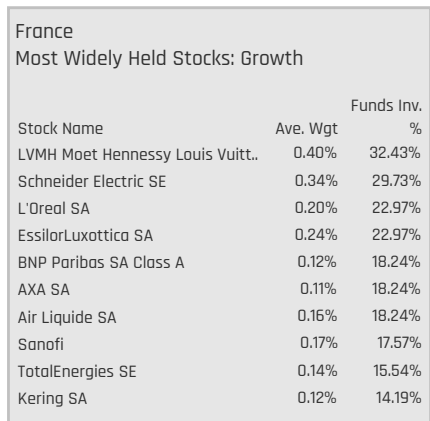 France
Most Widely Held Stocks: Growth
Funds Inv.
Stock Name Ave. Wgt %
LVMH Moet Hennessy Louis Vuitt.. 0.40% 32.43%
Schneider Electric SE 0.34% 29.73%
L'Oreal SA 0.20% 22.97%
EssilorLuxottica SA 0.24% 22.97%
BNP Paribas SA Class A 0.12% 18.24%
AXA SA 0.11% 18.24%
Air Liquide SA 0.16% 18.24%
Sanofi 0.17% 17.57%
TotalEnergies SE 0.14% 15.54%
Kering SA 0.12% 14.19%